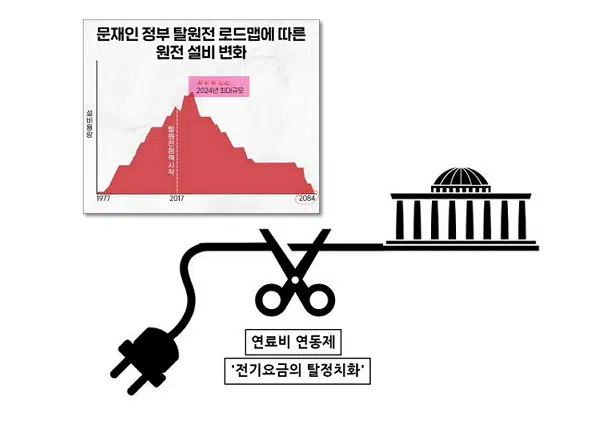 문재인 정부 탈원전 로드맵에 따른
원전 설비 변화
2024년 최대규모
설비용량
탈원전정책시작
1977
2017
2084
연료비 연동제
'전기요금의 탈정치화'